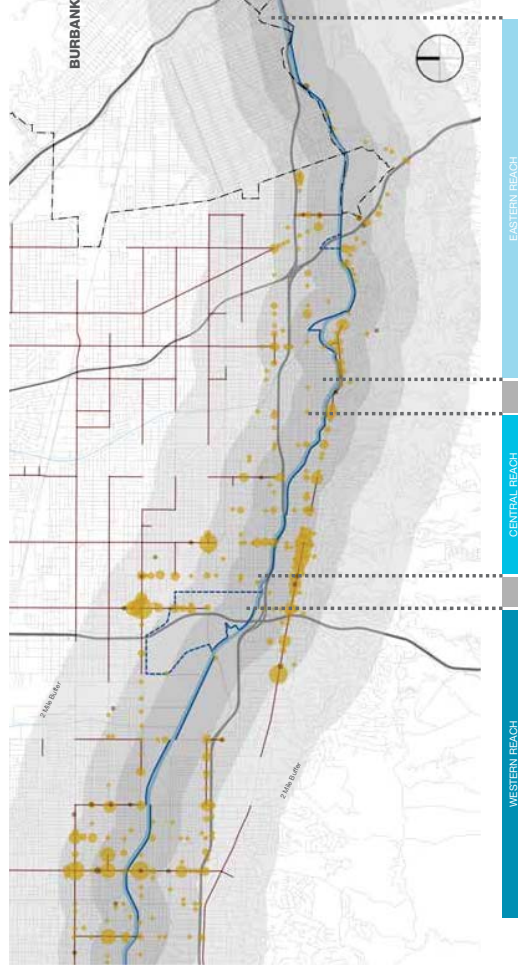 BURBANK
2 Mile Buffer
2 Mile Buffer
WESTERN REACH
CENTRAL REACH
EASTERN REACH